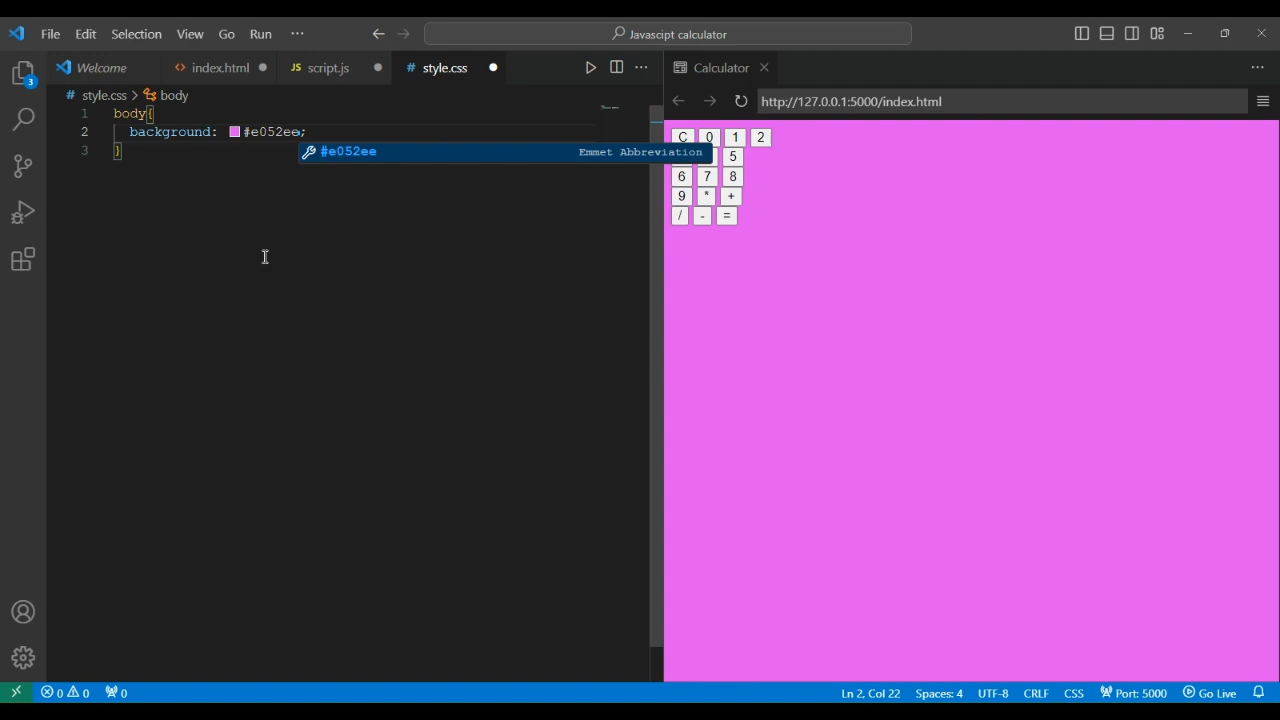 File Edit Selection View Go Run ··· Javascipt calculator
Welcome index.html JS script.js # style.css ··· Calculator ···
# style.css > body
http://127.0.0.1:5000/index.html
1 body{
2 background: #e052ee;
3 }
#e052ee Emmet Abbreviation
C 0 1 2
5
6 7 8
9 * +
/ - =
3
0 0 0 Ln 2, Col 22 Spaces: 4 UTF-8 CRLF CSS Port: 5000 Go Live